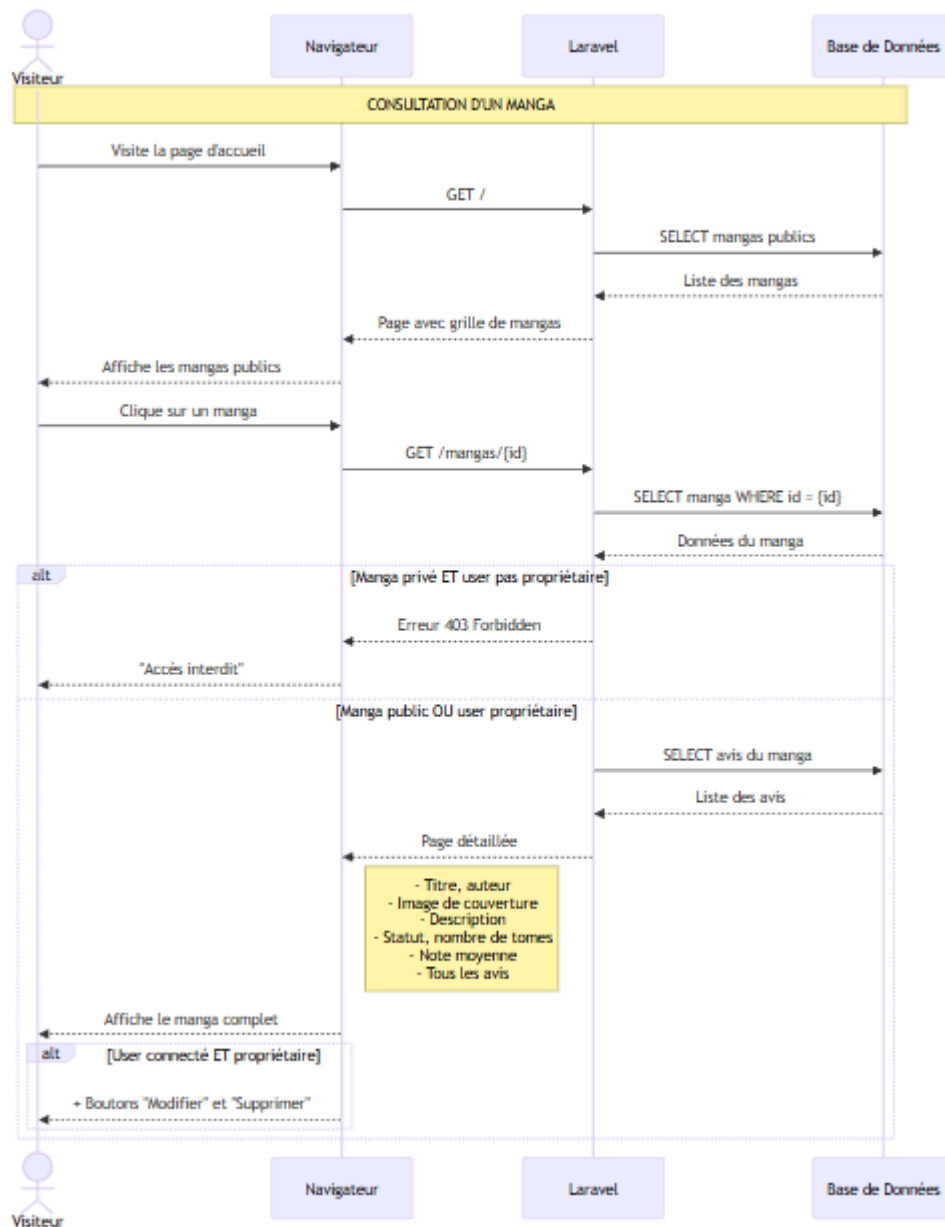 Navigateur
Laravel
Base de Données
Visiteur
CONSULTATION D'UN MANGA
Visite la page d'accueil
GET /
SELECT mangas publics
Liste des mangas
Page avec grille de mangas
Affiche les mangas publics
Clique sur un manga
GET /mangas/{id}
SELECT manga WHERE id = {id}
Données du manga
alt
[Manga privé ET user pas propriétaire]
Erreur 403 Forbidden
"Accès interdit"
[Manga public OU user propriétaire]
SELECT avis du manga
Liste des avis
Page détaillée
- Titre, auteur
- Image de couverture
- Description
- Statut, nombre de tomes
- Note moyenne
- Tous les avis
Affiche le manga complet
alt
[User connecté ET propriétaire]
+ Boutons "Modifier" et "Supprimer"
Navigateur
Laravel
Base de Données
Visiteur